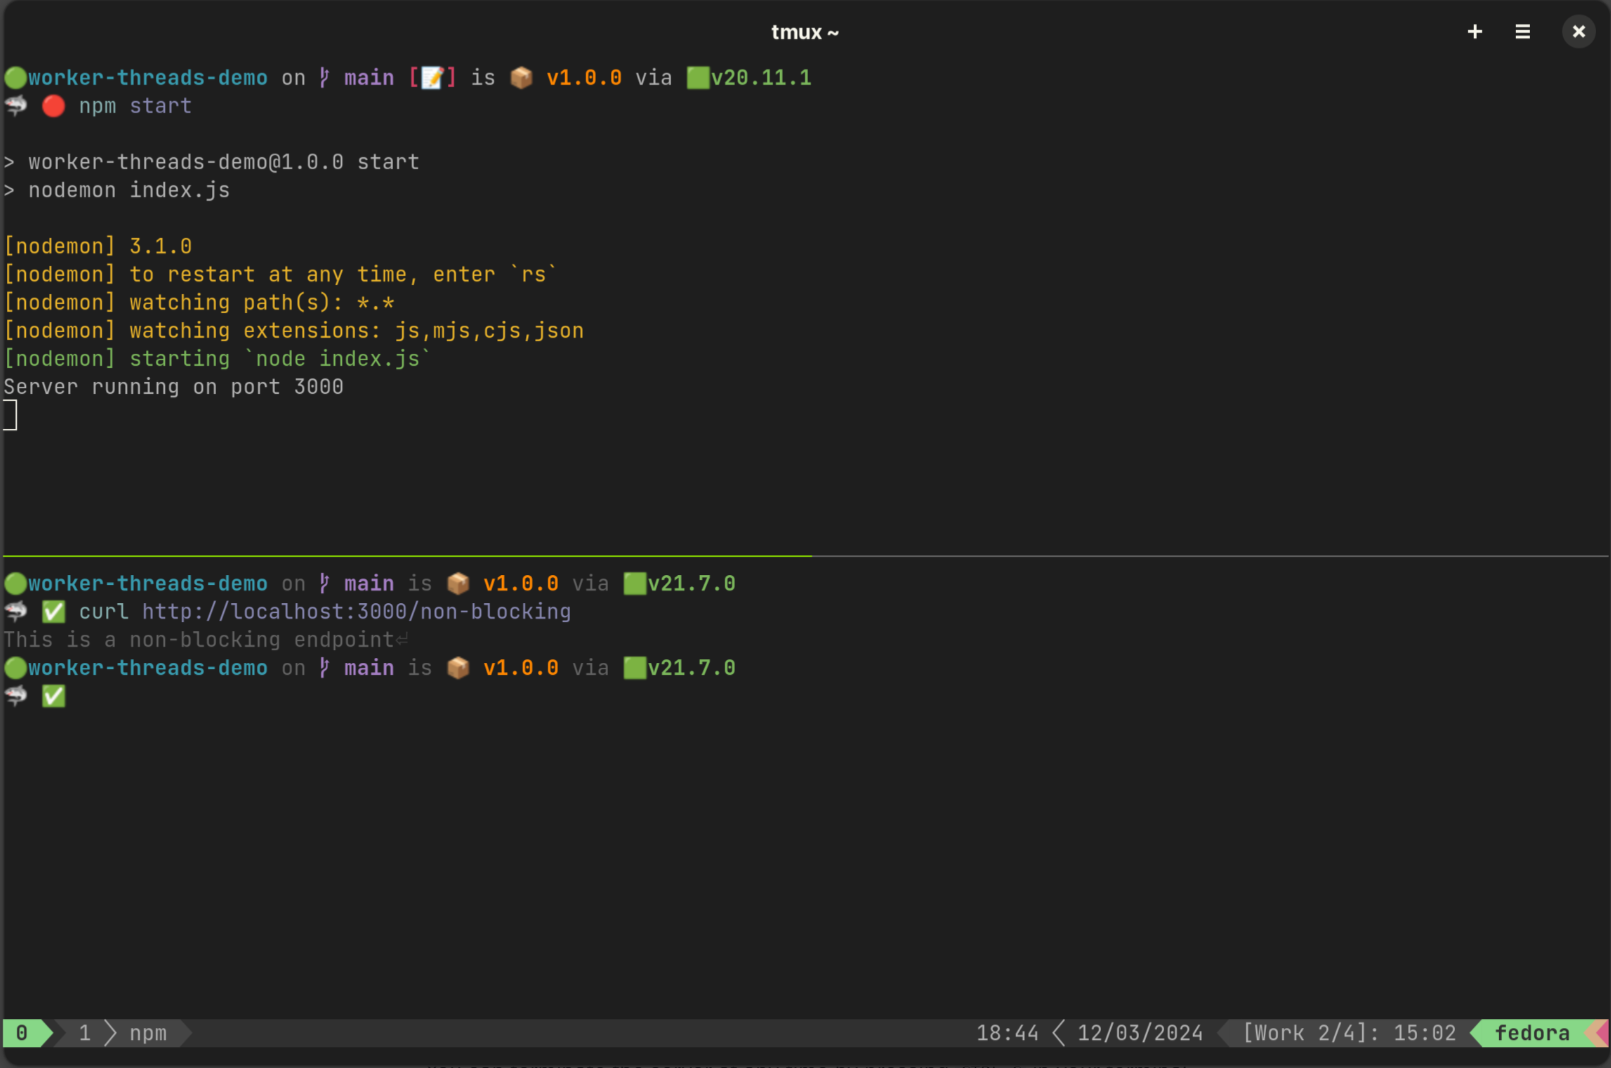 tmux ~
worker-threads-demo on main [📝] is 📦 v1.0.0 via v20.11.1
npm start
> worker-threads-demo@1.0.0 start
> nodemon index.js
[nodemon] 3.1.0
[nodemon] to restart at any time, enter `rs`
[nodemon] watching path(s): *.*
[nodemon] watching extensions: js,mjs,cjs,json
[nodemon] starting `node index.js`
Server running on port 3000
worker-threads-demo on main is 📦 v1.0.0 via v21.7.0
curl http://localhost:3000/non-blocking
This is a non-blocking endpoint⏎
worker-threads-demo on main is 📦 v1.0.0 via v21.7.0
0 1 npm 18:44 12/03/2024 [Work 2/4]: 15:02 fedora